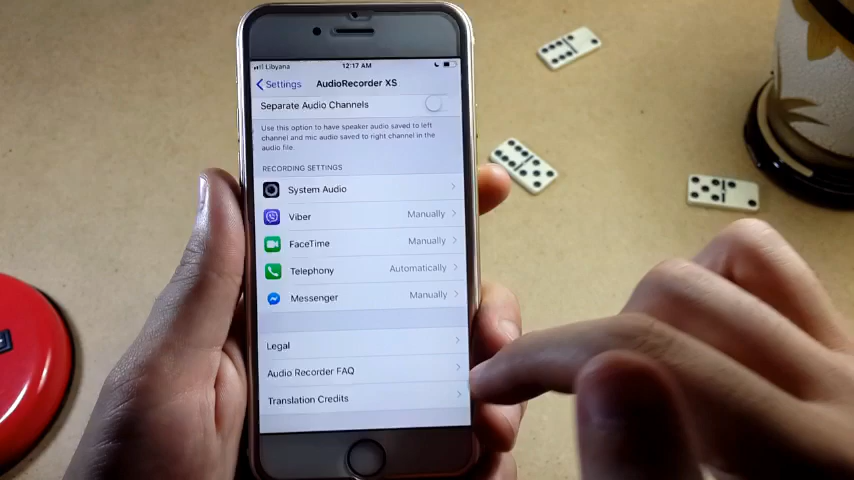 Libyana 12:17 AM
Settings AudioRecorder XS
Separate Audio Channels
Use this option to have speaker audio saved to left
channel and mic audio saved to right channel in the
audio file.
RECORDING SETTINGS
System Audio
Viber Manually
FaceTime Manually
Telephony Automatically
Messenger Manually
Legal
Audio Recorder FAQ
Translation Credits